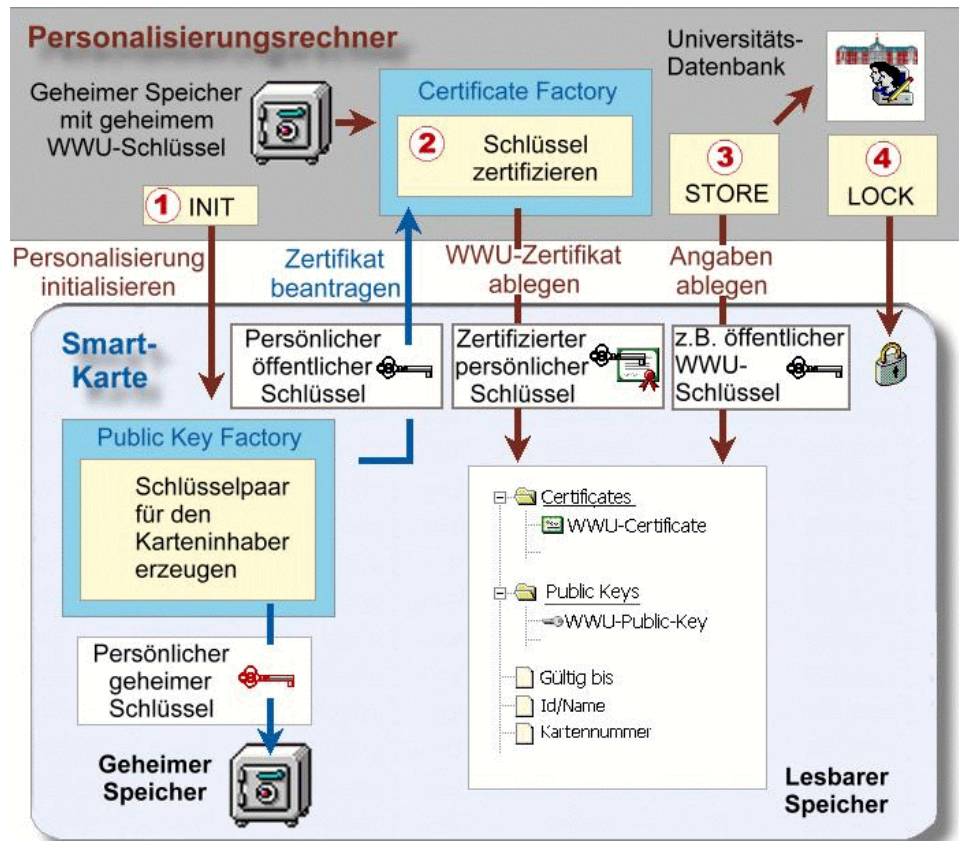 Personalisierungsrechner
Geheimer Speicher
mit geheimem
WWU-Schlüssel
Certificate Factory
2
Schlüssel
zertifizieren
Universitäts-
Datenbank
1 INIT
3
STORE
4
LOCK
Personalisierung
initialisieren
Zertifikat
beantragen
WWU-Zertifikat
ablegen
Angaben
ablegen
Smart-
Karte
Persönlicher
öffentlicher
Schlüssel
Zertifizierter
persönlicher
Schlüssel
z.B. öffentlicher
WWU-
Schlüssel
Public Key Factory
Schlüsselpaar
für den
Karteninhaber
erzeugen
Certificates
WWU-Certificate
Public Keys
WWU-Public-Key
Gültig bis
Id/Name
Kartennummer
Persönlicher
geheimer
Schlüssel
Geheimer
Speicher
Lesbarer
Speicher